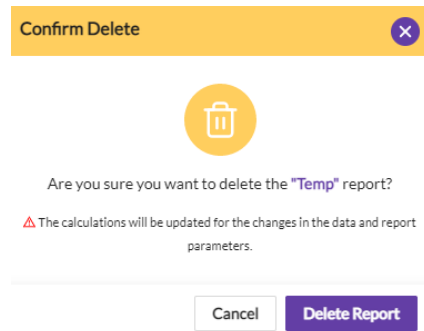 Confirm Delete
Are you sure you want to delete the "Temp" report?
The calculations will be updated for the changes in the data and report
parameters.
Cancel Delete Report